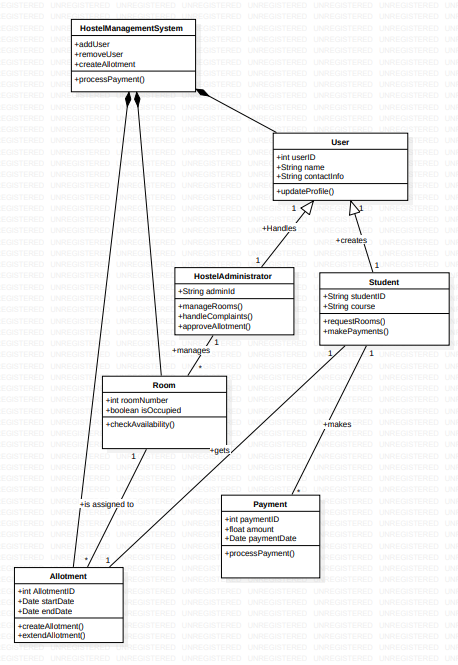 HostelManagementSystem
+addUser
+removeUser
+createAllotment
+processPayment()
User
+int userID
+String name
+String contactInfo
+updateProfile()
1
1
+Handles
+creates
1
1
HostelAdministrator
+String adminId
+manageRooms()
+handleComplaints()
+approveAllotment()
Student
+String studentID
+String course
+requestRooms()
+makePayments()
1
+manages
*
1
1
Room
+int roomNumber
+boolean isOccupied
+checkAvailability()
+makes
+gets
1
*
Payment
+int paymentID
+float amount
+Date paymentDate
+processPayment()
+is assigned to
*
1
Allotment
+int AllotmentID
+Date startDate
+Date endDate
+createAllotment()
+extendAllotment()
UNREGISTERED